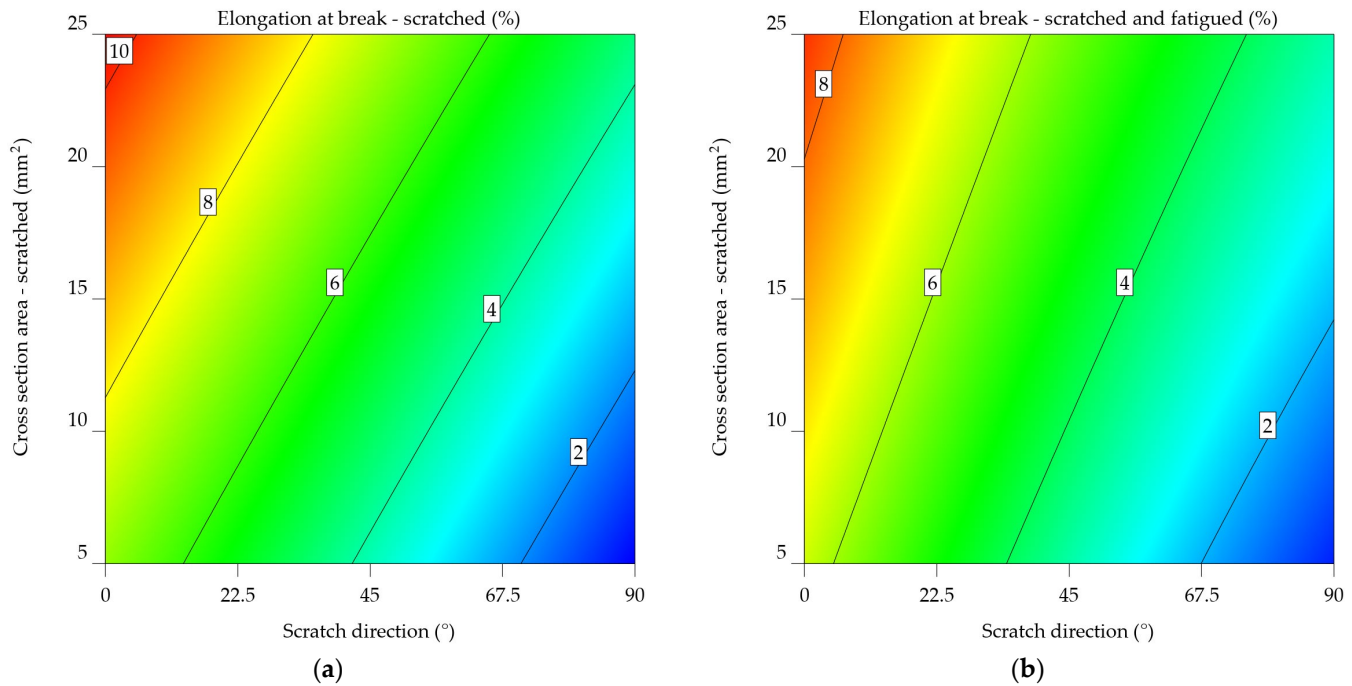 Elongation at break - scratched (%)
25
20
15
10
5
Cross section area - scratched (mm²)
10
8
6
4
2
0 22.5 45 67.5 90
Scratch direction (°)
(a)
Elongation at break - scratched and fatigued (%)
25
20
15
10
5
Cross section area - scratched (mm²)
8
6
4
2
0 22.5 45 67.5 90
Scratch direction (°)
(b)